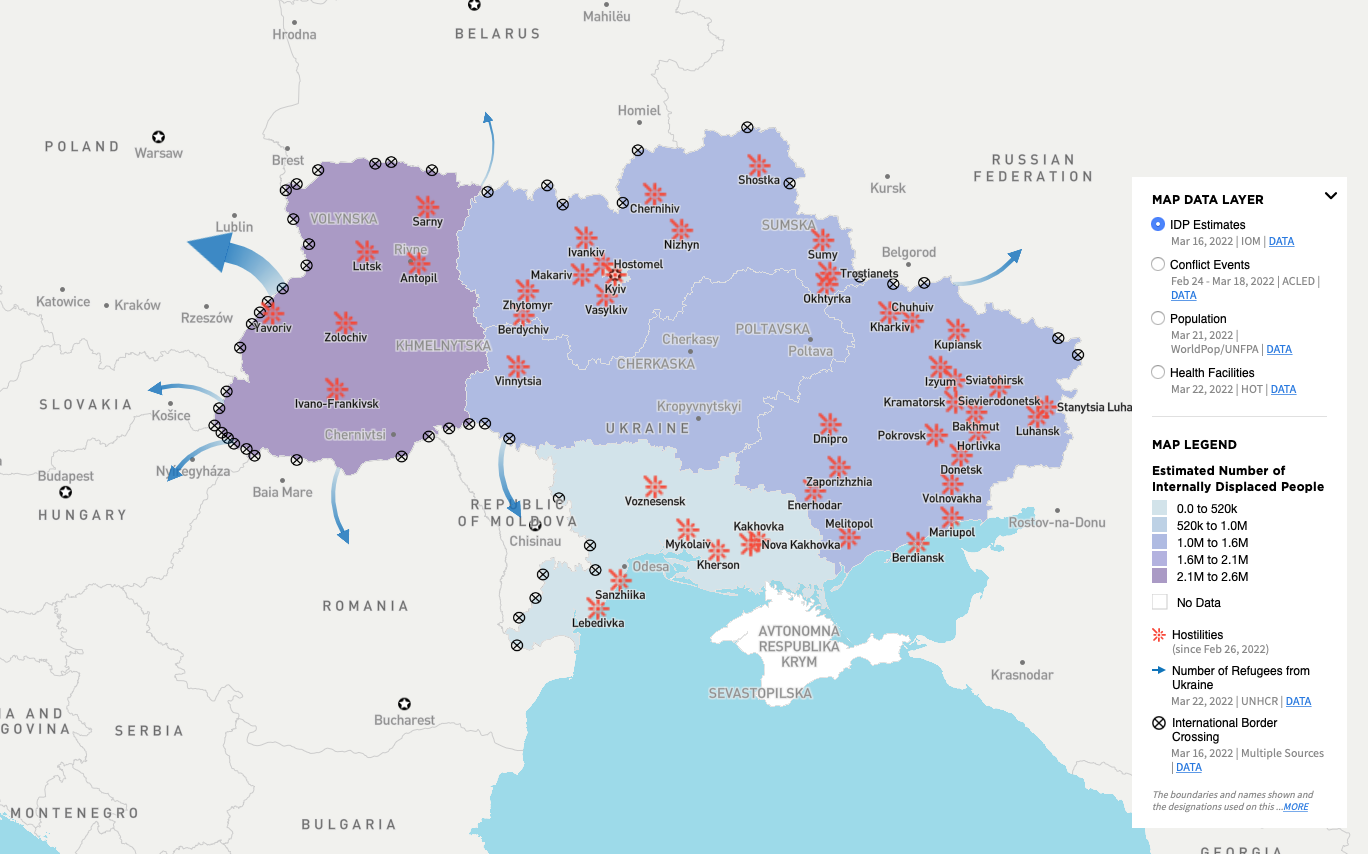 Mahilëu
Hrodna
BELARUS
Homiel
POLAND
Warsaw
Brest
RUSSIAN
FEDERATION
Shostka
Kursk
Chernihiv
VOLYNSKA
Sarny
Lublin
SUMSKA
Nizhyn
Rivne
Ivankiv
Sumy
Belgorod
Lutsk
Antopil
Hostomel
Makariv
Trostianets
Kyiv
Okhtyrka
Katowice
Kraków
Rzeszów
Zhytomyr
Vasylkiv
Chuhuiv
Yavoriv
Berdychiv
Kharkiv
POLTAVSKA
Zolochiv
KHMELNYTSKA
Cherkasy
Poltava
Kupiansk
CHERKASKA
Vinnytsia
Izyum
Sviatohirsk
SLOVAKIA
Košice
Ivano-Frankivsk
Kropyvnytskyi
Kramatorsk
Sievierodonetsk
Stanytsia Luha
UKRAINE
Chernivtsi
Dnipro
Pokrovsk
Bakhmut
Luhansk
Horlivka
Nyíregyháza
Budapest
Donetsk
Zaporizhzhia
Baia Mare
HUNGARY
Voznesensk
Enerhodar
Volnovakha
REPUBLIC
OF MOLDOVA
Chisinau
Kakhovka
Melitopol
Mariupol
Rostov-na-Donu
Mykolaiv
Nova Kakhovka
Berdiansk
Kherson
Odesa
Sanzhiika
ROMANIA
Lebedivka
AVTONOMNA
RESPUBLIKA
KRYM
SEVASTOPILSKA
Krasnodar
Bucharest
IA AND
GOVINA
SERBIA
MONTENEGRO
BULGARIA
GEORGIA
MAP DATA LAYER
IDP Estimates
Mar 16, 2022 | IOM | DATA
Conflict Events
Feb 24 - Mar 18, 2022 | ACLED |
DATA
Population
Mar 21, 2022 |
WorldPop/UNFPA | DATA
Health Facilities
Mar 22, 2022 | HOT | DATA
MAP LEGEND
Estimated Number of
Internally Displaced People
0.0 to 520k
520k to 1.0M
1.0M to 1.6M
1.6M to 2.1M
2.1M to 2.6M
No Data
Hostilities
(since Feb 26, 2022)
Number of Refugees from
Ukraine
Mar 22, 2022 | UNHCR | DATA
International Border
Crossing
Mar 16, 2022 | Multiple Sources
| DATA
The boundaries and names shown and
the designations used on this ...MORE